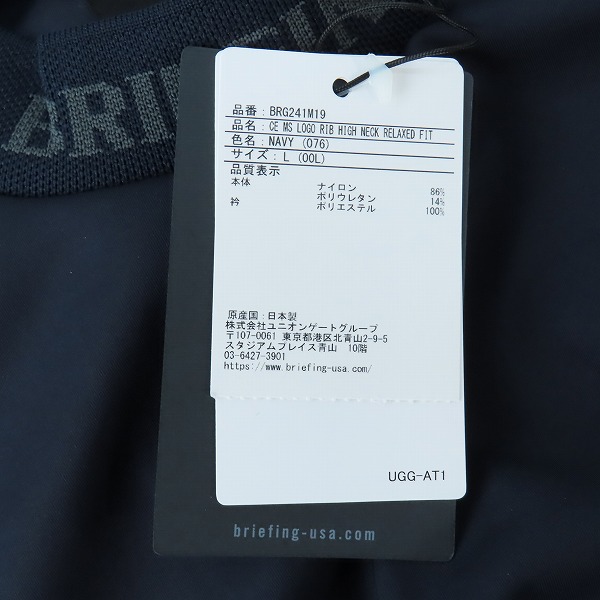 BRIEFIN
品番：BRG241M19
品名：CE MS LOGO RIB HIGH NECK RELAXED FIT
色名：NAVY (076)
サイズ：L (00L)
品質表示
本体 ナイロン 86%
ポリウレタン 14%
衿 ポリエステル 100%
原産国：日本製
株式会社ユニオンゲートグループ
〒107-0061 東京都港区北青山2-9-5
スタジアムプレイス青山 10階
03-6427-3901
https://www.briefing-usa.com/
UGG-AT1
briefing-usa.com